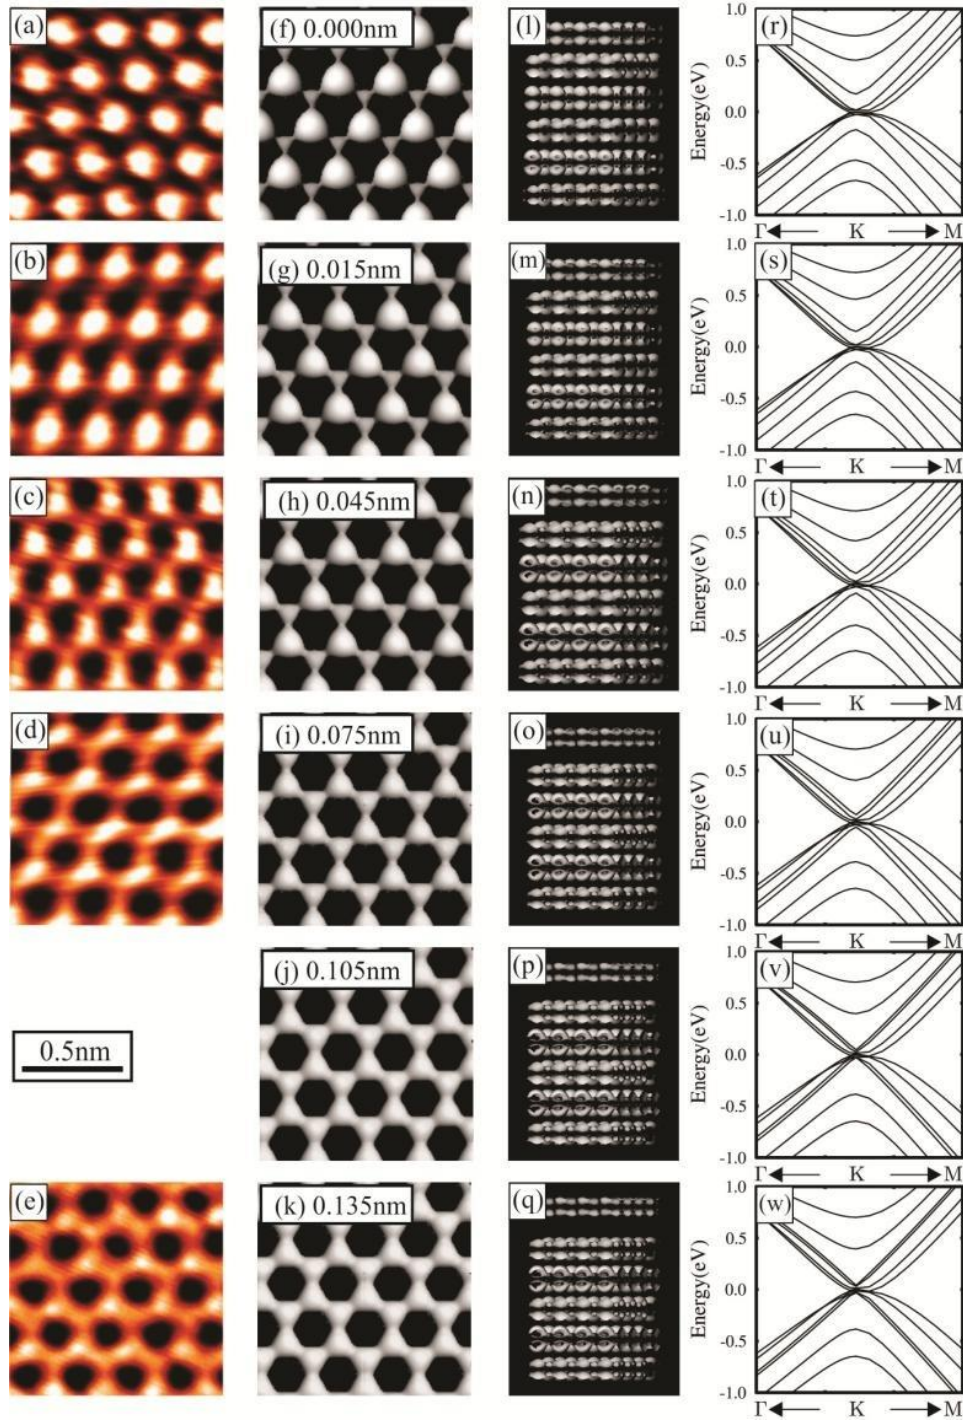 (a) (f) 0.000nm (l) (r)
1.0
0.5
0.0
-0.5
-1.0
Energy(eV)
Γ K M
(b) (g) 0.015nm (m) (s)
1.0
0.5
0.0
-0.5
-1.0
Energy(eV)
Γ K M
(c) (h) 0.045nm (n) (t)
1.0
0.5
0.0
-0.5
-1.0
Energy(eV)
Γ K M
(d) (i) 0.075nm (o) (u)
1.0
0.5
0.0
-0.5
-1.0
Energy(eV)
Γ K M
(j) 0.105nm (p) (v)
0.5nm
1.0
0.5
0.0
-0.5
-1.0
Energy(eV)
Γ K M
(e) (k) 0.135nm (q) (w)
1.0
0.5
0.0
-0.5
-1.0
Energy(eV)
Γ K M